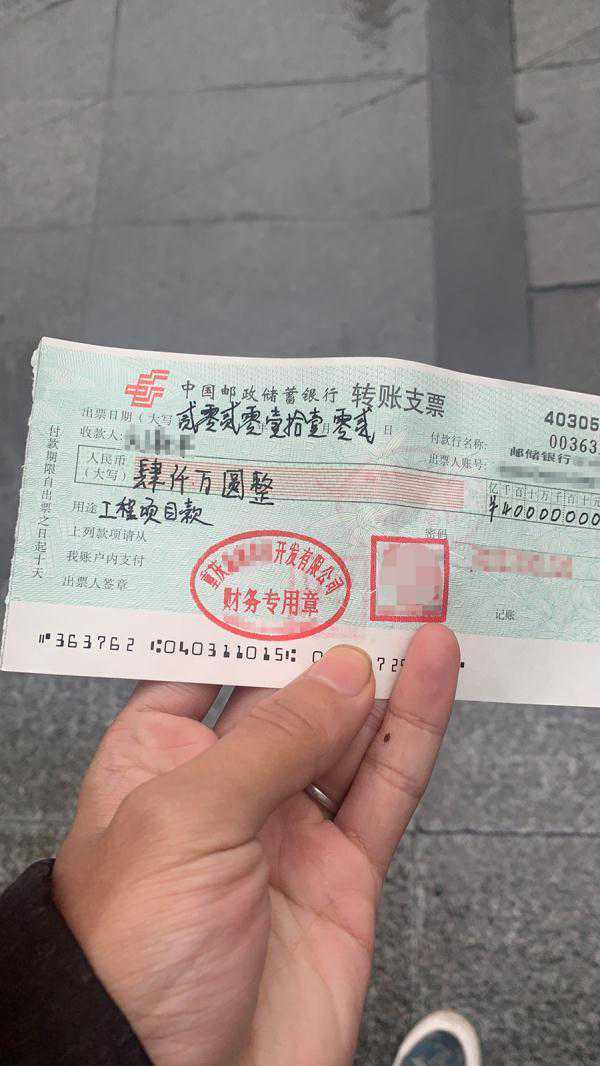 中国邮政储蓄银行 转账支票
40305
003637
出票日期（大写） 贰零贰零 年 壹拾壹 月 零贰 日
付款行名称： 邮储银行
收款人：
出票人账号：
人民币（大写） 肆仟万圆整
亿千百十万千百十元
¥40000000
用途 工程项目款
密码
上列款项请从
我账户内支付
出票人签章
记账
付款期限自出票之日起十天
重庆 开发有限公司
财务专用章
⑈363762 ⑆040311015⑆